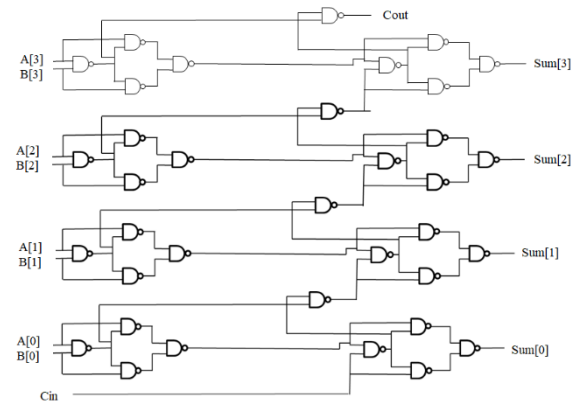 Cout
A[3]
B[3]
Sum[3]
A[2]
B[2]
Sum[2]
A[1]
B[1]
Sum[1]
A[0]
B[0]
Sum[0]
Cin